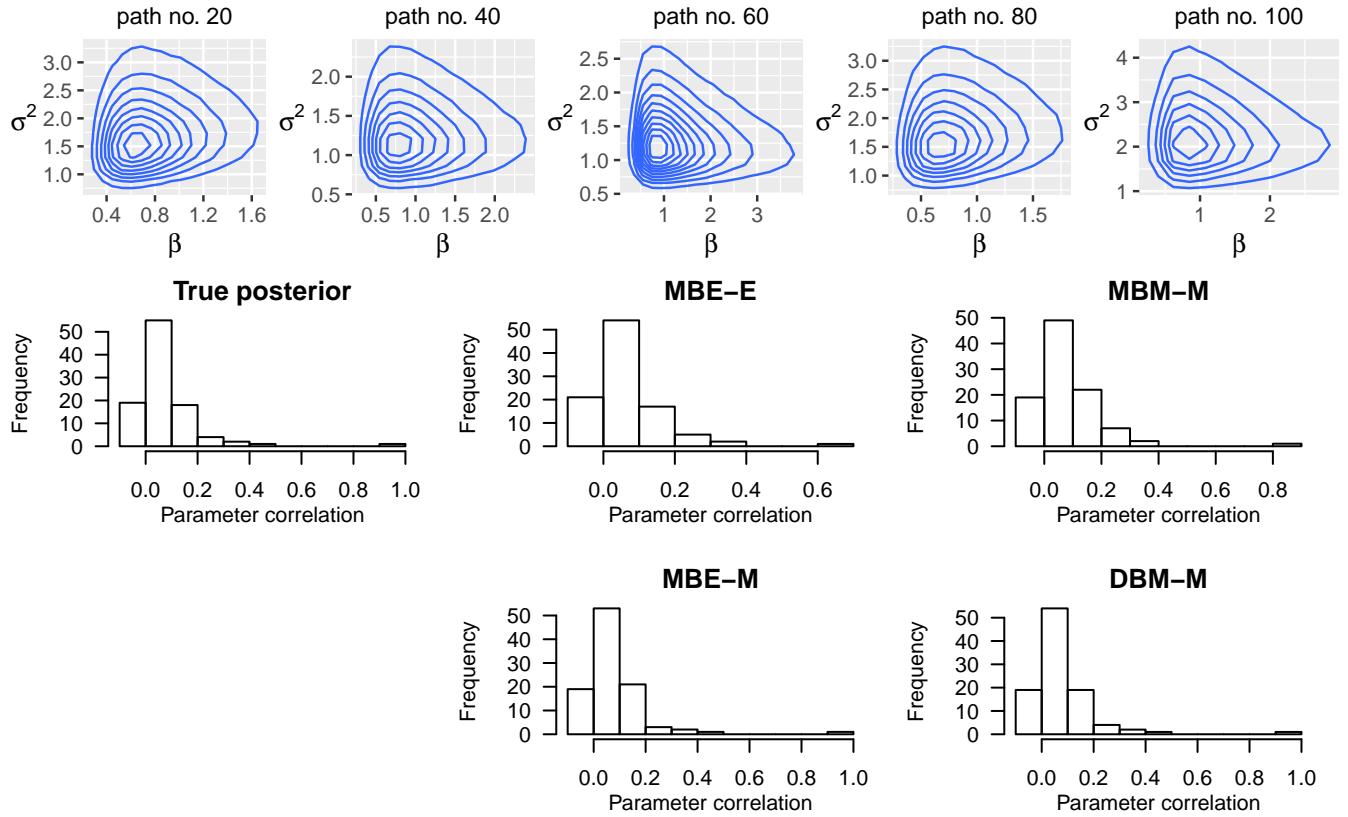 path no. 20 path no. 40 path no. 60 path no. 80 path no. 100
σ² 3.0 2.5 2.0 1.5 1.0
0.4 0.8 1.2 1.6
β
σ² 2.0 1.5 1.0 0.5
0.5 1.0 1.5 2.0
β
σ² 2.5 2.0 1.5 1.0 0.5
1 2 3
β
σ² 3.0 2.5 2.0 1.5 1.0
0.5 1.0 1.5
β
σ² 4 3 2 1
1 2
β
True posterior
Frequency
50
40
30
20
10
0
0.0 0.2 0.4 0.6 0.8 1.0
Parameter correlation
MBE−E
Frequency
50
40
30
20
10
0
0.0 0.2 0.4 0.6
Parameter correlation
MBM−M
Frequency
50
40
30
20
10
0
0.0 0.2 0.4 0.6 0.8
Parameter correlation
MBE−M
Frequency
50
40
30
20
10
0
0.0 0.2 0.4 0.6 0.8 1.0
Parameter correlation
DBM−M
Frequency
50
40
30
20
10
0
0.0 0.2 0.4 0.6 0.8 1.0
Parameter correlation